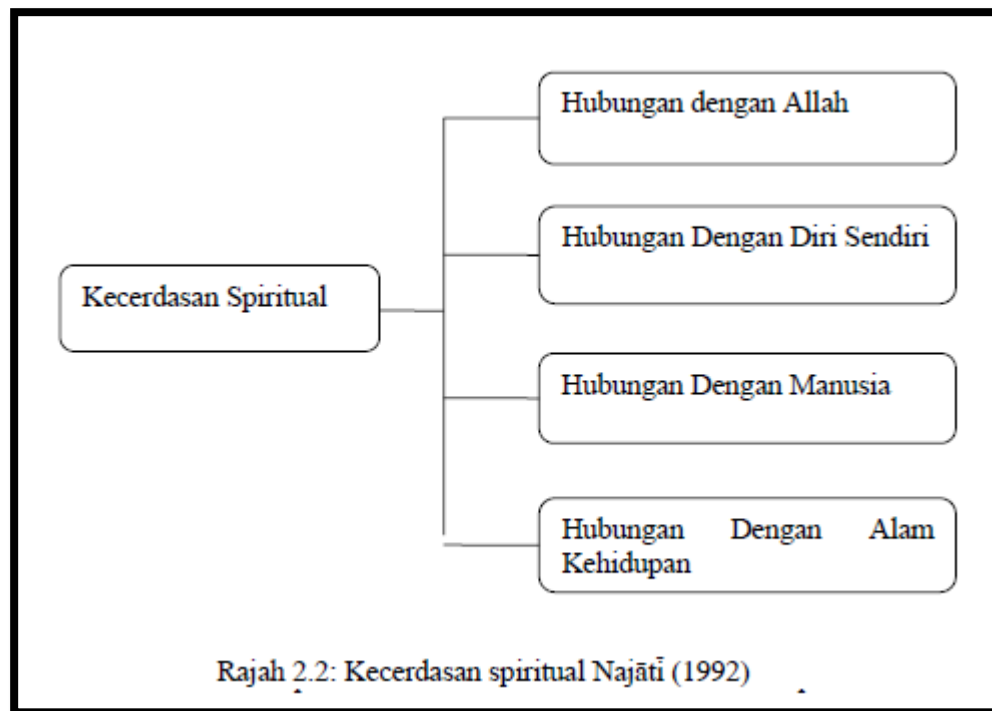 Hubungan dengan Allah
Hubungan Dengan Diri Sendiri
Kecerdasan Spiritual
Hubungan Dengan Manusia
Hubungan Dengan Alam
Kehidupan
Rajah 2.2: Kecerdasan spiritual Najātī (1992)